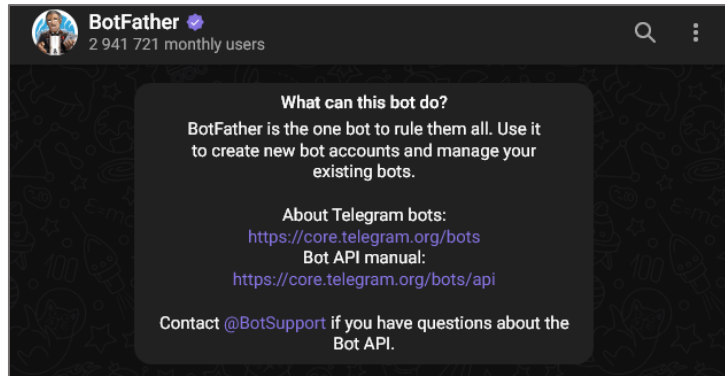 BotFather
2 941 721 monthly users
What can this bot do?
BotFather is the one bot to rule them all. Use it
to create new bot accounts and manage your
existing bots.
About Telegram bots:
https://core.telegram.org/bots
Bot API manual:
https://core.telegram.org/bots/api
Contact @BotSupport if you have questions about the
Bot API.